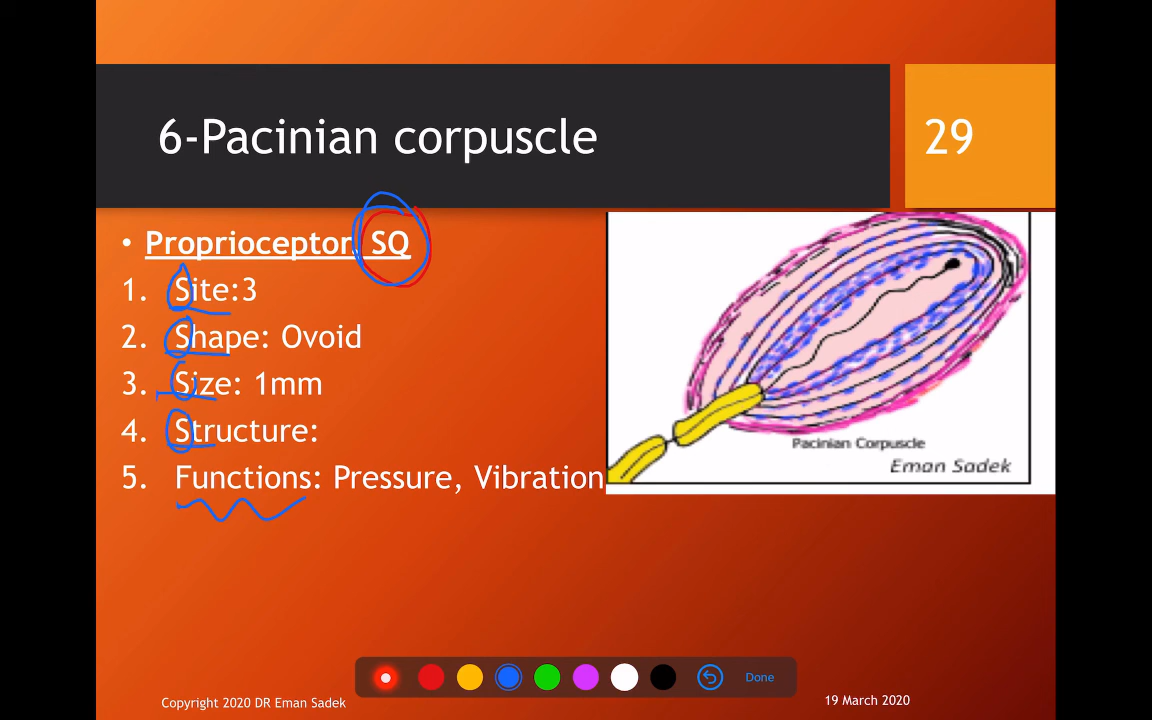 6-Pacinian corpuscle
29
• Proprioceptor, SQ
1. Site:3
2. Shape: Ovoid
3. Size: 1mm
4. Structure:
5. Functions: Pressure, Vibration
Pacinian Corpuscle
Eman Sadek
Done
Copyright 2020 DR Eman Sadek
19 March 2020